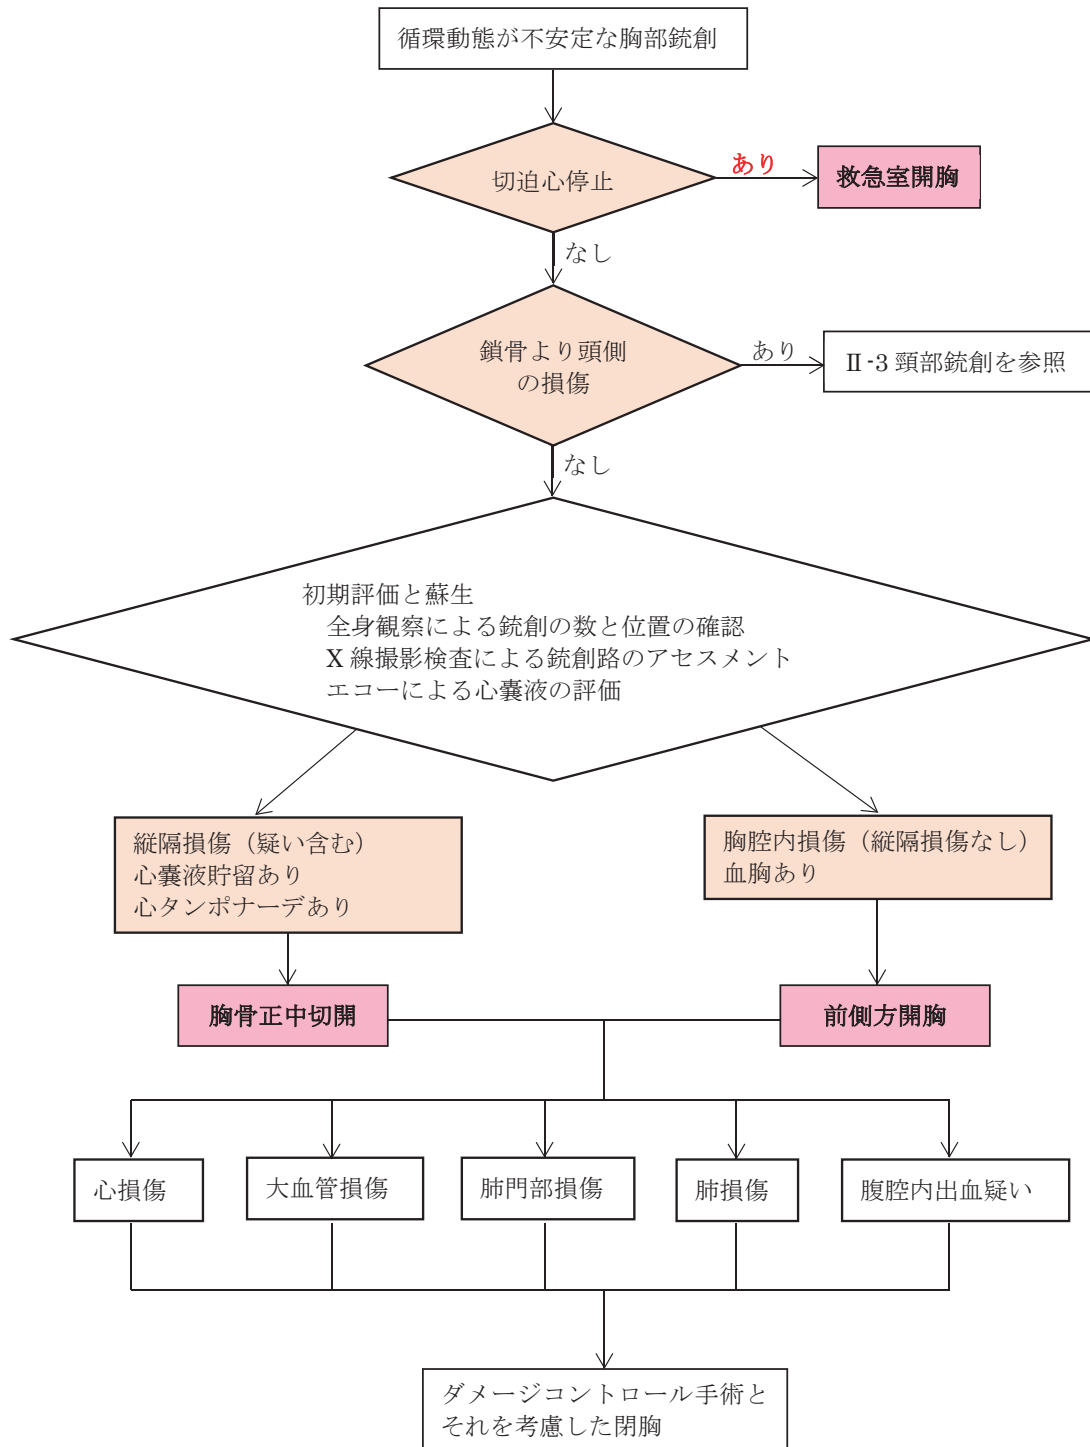 循環動態が不安定な胸部銃創
切迫心停止
あり
救急室開胸
なし
鎖骨より頭側
の損傷
あり
Ⅱ-3 頸部銃創を参照
なし
初期評価と蘇生
全身観察による銃創の数と位置の確認
X 線撮影検査による銃創路のアセスメント
エコーによる心嚢液の評価
縦隔損傷（疑い含む）
心嚢液貯留あり
心タンポナーデあり
胸腔内損傷（縦隔損傷なし）
血胸あり
胸骨正中切開
前側方開胸
心損傷
大血管損傷
肺門部損傷
肺損傷
腹腔内出血疑い
ダメージコントロール手術と
それを考慮した閉胸